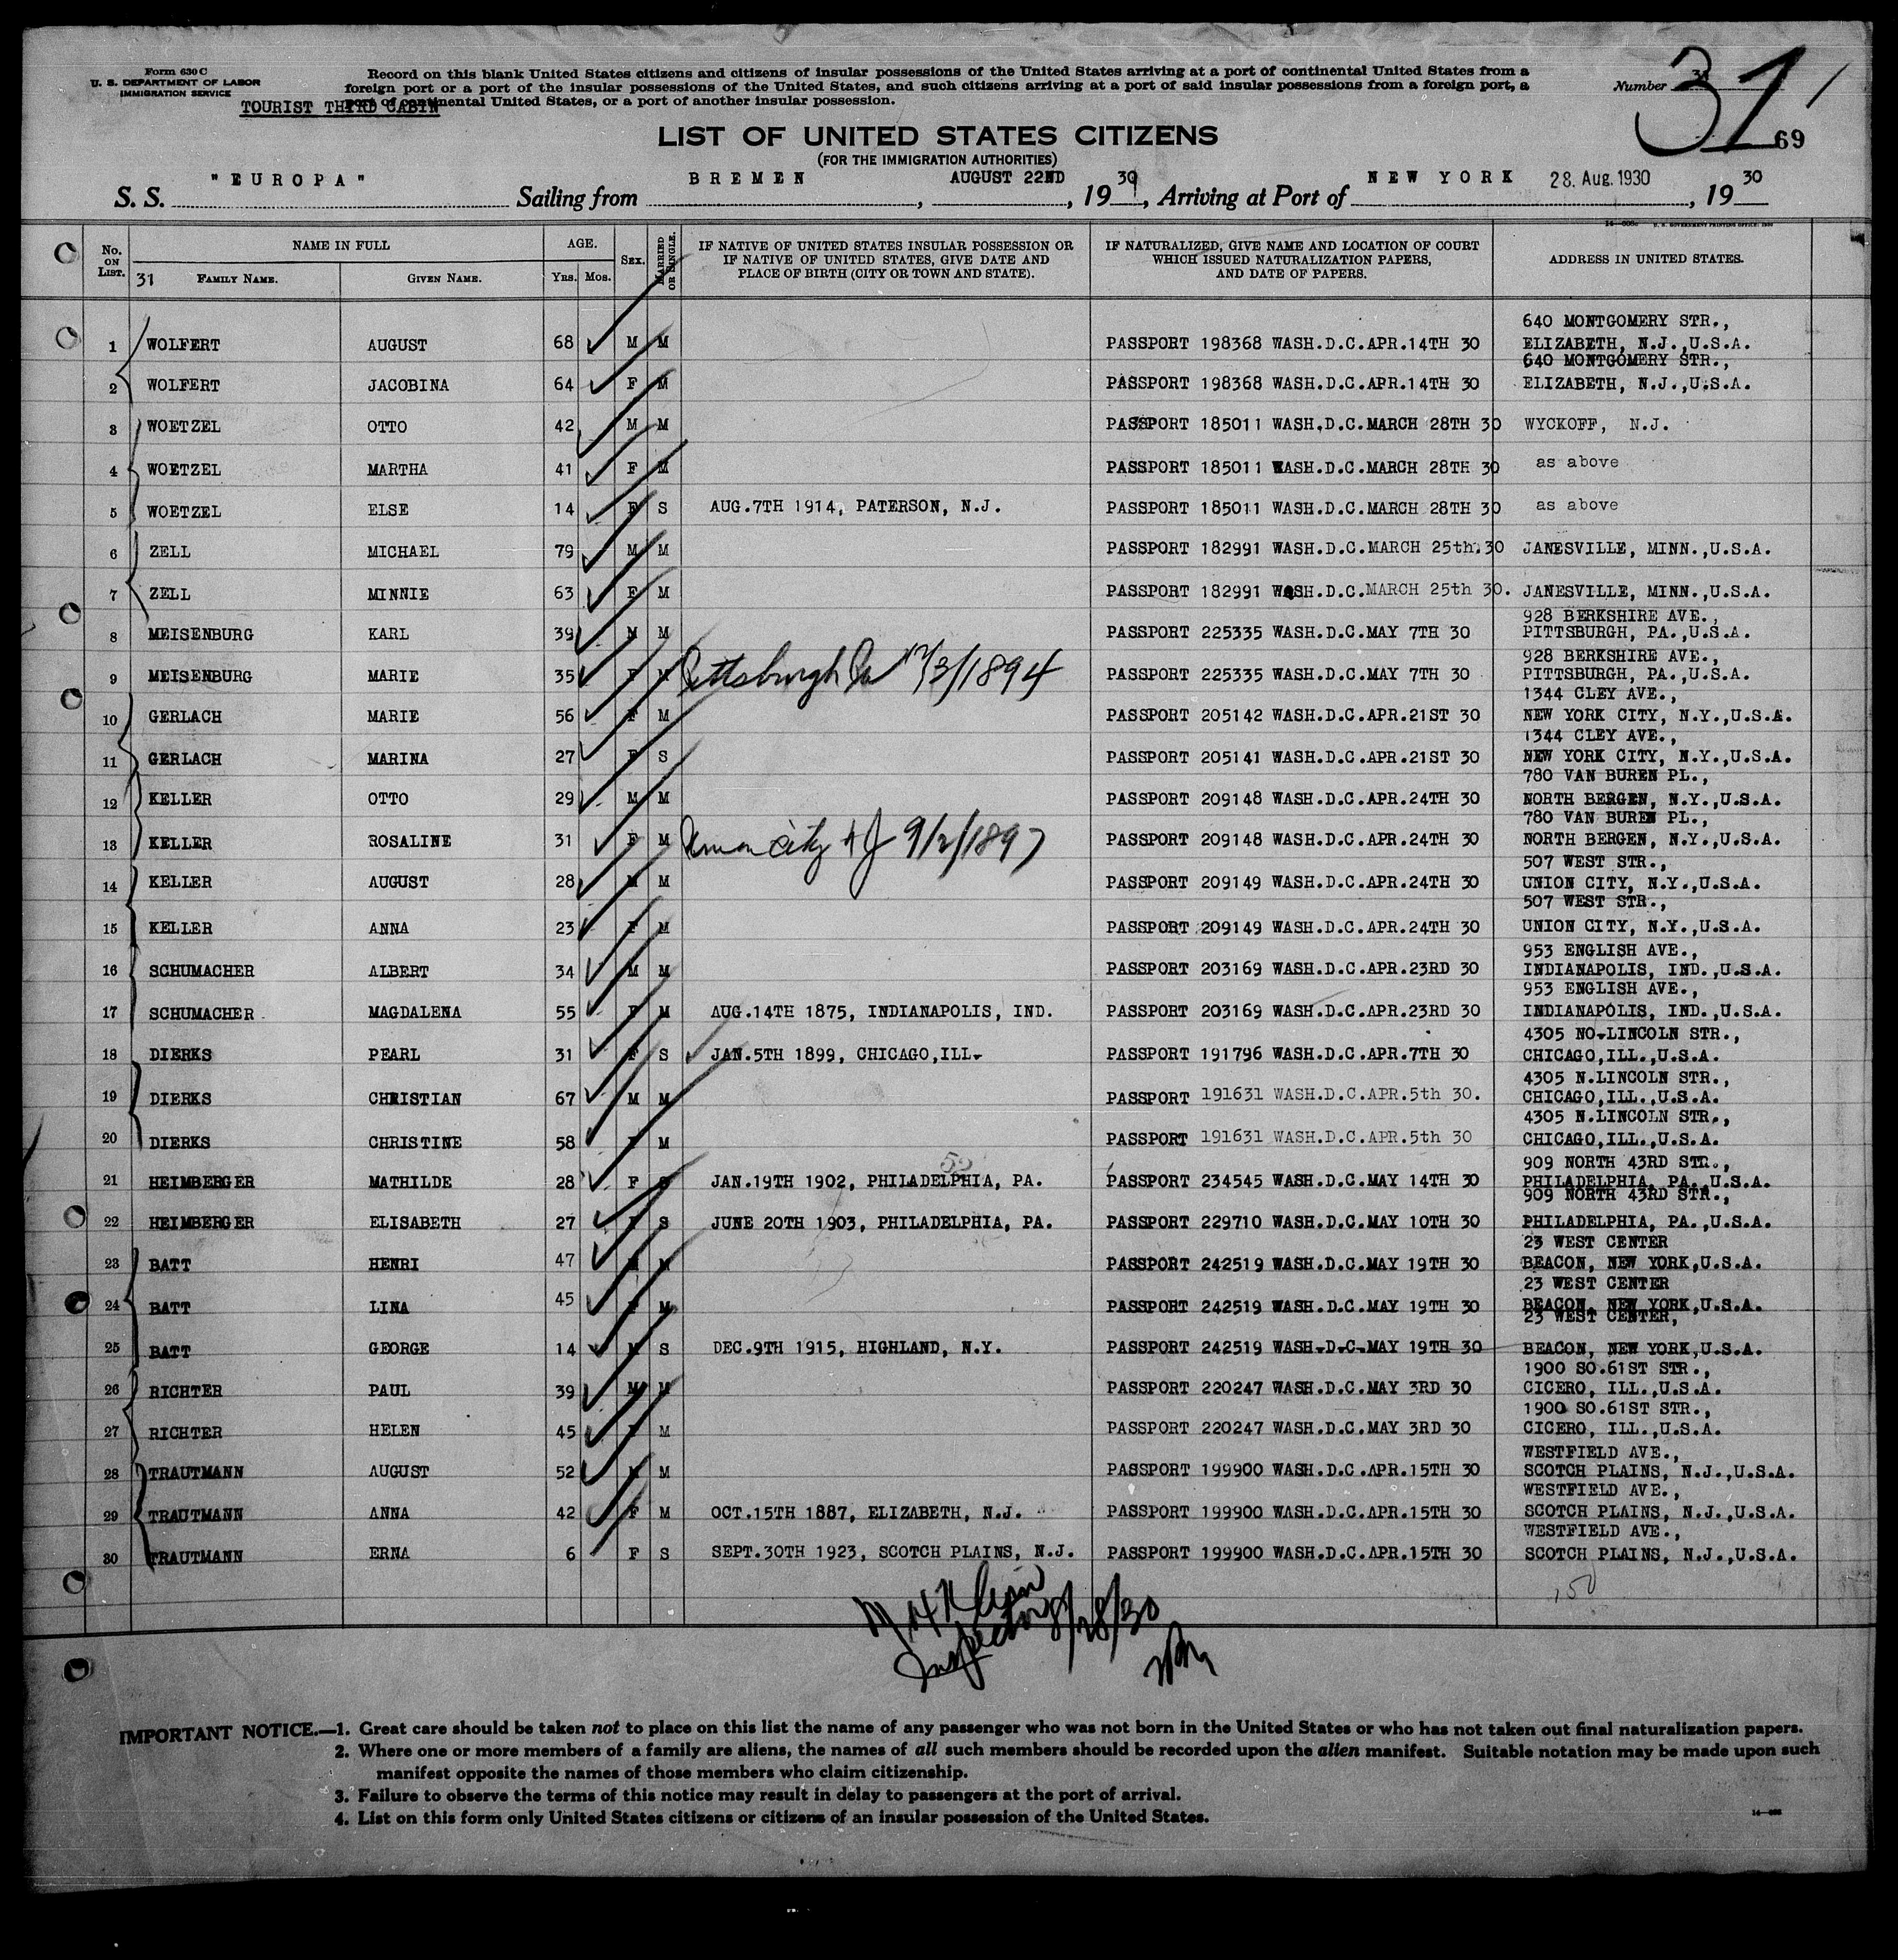 Form 630 C
U. S. DEPARTMENT OF LABOR
IMMIGRATION SERVICE
TOURIST THIRD CABIN
Record on this blank United States citizens and citizens of insular possessions of the United States arriving at a port of continental United States from a
foreign port or a port of the insular possessions of the United States, and such citizens arriving at a port of said insular possessions from a foreign port, a
port of continental United States, or a port of another insular possession.
Number 31
69
LIST OF UNITED STATES CITIZENS
(FOR THE IMMIGRATION AUTHORITIES)
S. S. "EUROPA" Sailing from BREMEN, AUGUST 22ND, 1930, Arriving at Port of NEW YORK 28. Aug. 1930, 1930
No. ON LIST. 31 NAME IN FULL FAMILY NAME. GIVEN NAME. AGE. YRS. MOS. SEX. MARRIED OR SINGLE. IF NATIVE OF UNITED STATES INSULAR POSSESSION OR IF NATIVE OF UNITED STATES, GIVE DATE AND PLACE OF BIRTH (CITY OR TOWN AND STATE). IF NATURALIZED, GIVE NAME AND LOCATION OF COURT WHICH ISSUED NATURALIZATION PAPERS, AND DATE OF PAPERS. ADDRESS IN UNITED STATES.
1 WOLFERT AUGUST 68 M M PASSPORT 198368 WASH.D.C.APR.14TH 30 640 MONTGOMERY STR., ELIZABETH, N.J.,U.S.A.
2 WOLFERT JACOBINA 64 F M PASSPORT 198368 WASH.D.C.APR.14TH 30 640 MONTGOMERY STR., ELIZABETH, N.J.,U.S.A.
3 WOETZEL OTTO 42 M M PASSPORT 185011 WASH.D.C.MARCH 28TH 30 WYCKOFF, N.J.
4 WOETZEL MARTHA 41 F M PASSPORT 185011 WASH.D.C.MARCH 28TH 30 as above
5 WOETZEL ELSE 14 F S AUG.7TH 1914, PATERSON, N.J. PASSPORT 185011 WASH.D.C.MARCH 28TH 30 as above
6 ZELL MICHAEL 79 M M PASSPORT 182991 WASH.D.C.MARCH 25th.30 JANESVILLE, MINN.,U.S.A.
7 ZELL MINNIE 63 F M PASSPORT 182991 WASH.D.C.MARCH 25th 30. JANESVILLE, MINN.,U.S.A.
8 MEISENBURG KARL 39 M M PASSPORT 225335 WASH.D.C.MAY 7TH 30 928 BERKSHIRE AVE., PITTSBURGH, PA.,U.S.A.
9 MEISENBURG MARIE 35 F M Pittsburgh Pa 12/3/1894 PASSPORT 225335 WASH.D.C.MAY 7TH 30 928 BERKSHIRE AVE., PITTSBURGH, PA.,U.S.A.
10 GERLACH MARIE 56 F M PASSPORT 205142 WASH.D.C.APR.21ST 30 1344 CLEY AVE., NEW YORK CITY, N.Y.,U.S.A.
11 GERLACH MARINA 27 F S PASSPORT 205141 WASH.D.C.APR.21ST 30 1344 CLEY AVE., NEW YORK CITY, N.Y.,U.S.A.
12 KELLER OTTO 29 M M PASSPORT 209148 WASH.D.C.APR.24TH 30 780 VAN BUREN PL., NORTH BERGEN, N.Y.,U.S.A.
13 KELLER ROSALINE 31 F M Union City N J 9/2/1897 PASSPORT 209148 WASH.D.C.APR.24TH 30 780 VAN BUREN PL., NORTH BERGEN, N.Y.,U.S.A.
14 KELLER AUGUST 28 M M PASSPORT 209149 WASH.D.C.APR.24TH 30 507 WEST STR., UNION CITY, N.Y.,U.S.A.
15 KELLER ANNA 23 F M PASSPORT 209149 WASH.D.C.APR.24TH 30 507 WEST STR., UNION CITY, N.Y.,U.S.A.
16 SCHUMACHER ALBERT 34 M M PASSPORT 203169 WASH.D.C.APR.23RD 30 953 ENGLISH AVE., INDIANAPOLIS, IND.,U.S.A.
17 SCHUMACHER MAGDALENA 55 F M AUG.14TH 1875, INDIANAPOLIS, IND. PASSPORT 203169 WASH.D.C.APR.23RD 30 953 ENGLISH AVE., INDIANAPOLIS, IND.,U.S.A.
18 DIERKS PEARL 31 F S JAN.5TH 1899, CHICAGO,ILL. PASSPORT 191796 WASH.D.C.APR.7TH 30 4305 NO.LINCOLN STR., CHICAGO,ILL.,U.S.A.
19 DIERKS CHRISTIAN 67 M M PASSPORT 191631 WASH.D.C.APR.5th 30. 4305 N.LINCOLN STR., CHICAGO,ILL.,U.S.A.
20 DIERKS CHRISTINE 58 F M PASSPORT 191631 WASH.D.C.APR.5th 30 4305 N.LINCOLN STR., CHICAGO,ILL.,U.S.A.
21 HEIMBERGER MATHILDE 28 F S JAN.19TH 1902, PHILADELPHIA, PA. PASSPORT 234545 WASH.D.C.MAY 14TH 30 909 NORTH 43RD STR., PHILADELPHIA, PA.,U.S.A.
22 HEIMBERGER ELISABETH 27 F S JUNE 20TH 1903, PHILADELPHIA, PA. PASSPORT 229710 WASH.D.C.MAY 10TH 30 909 NORTH 43RD STR., PHILADELPHIA, PA.,U.S.A.
23 BATT HENRI 47 M M PASSPORT 242519 WASH.D.C.MAY 19TH 30 23 WEST CENTER BEACON, NEW YORK,U.S.A.
24 BATT LINA 45 F M PASSPORT 242519 WASH.D.C.MAY 19TH 30 23 WEST CENTER BEACON, NEW YORK,U.S.A.
25 BATT GEORGE 14 M S DEC.9TH 1915, HIGHLAND, N.Y. PASSPORT 242519 WASH.D.C.MAY 19TH 30 23 WEST CENTER, BEACON, NEW YORK,U.S.A.
26 RICHTER PAUL 39 M M PASSPORT 220247 WASH.D.C.MAY 3RD 30 1900 SO.61ST STR., CICERO, ILL.,U.S.A.
27 RICHTER HELEN 45 F M PASSPORT 220247 WASH.D.C.MAY 3RD 30 1900 SO.61ST STR., CICERO, ILL.,U.S.A.
28 TRAUTMANN AUGUST 52 M M PASSPORT 199900 WASH.D.C.APR.15TH 30 WESTFIELD AVE., SCOTCH PLAINS, N.J.,U.S.A.
29 TRAUTMANN ANNA 42 F M OCT.15TH 1887, ELIZABETH, N.J. PASSPORT 199900 WASH.D.C.APR.15TH 30 WESTFIELD AVE., SCOTCH PLAINS, N.J.,U.S.A.
30 TRAUTMANN ERNA 6 F S SEPT.30TH 1923, SCOTCH PLAINS, N.J. PASSPORT 199900 WASH.D.C.APR.15TH 30 WESTFIELD AVE., SCOTCH PLAINS, N.J.,U.S.A.
Inspector 8/28/30
IMPORTANT NOTICE.—1. Great care should be taken not to place on this list the name of any passenger who was not born in the United States or who has not taken out final naturalization papers.
2. Where one or more members of a family are aliens, the names of all such members should be recorded upon the alien manifest. Suitable notation may be made upon such
manifest opposite the names of those members who claim citizenship.
3. Failure to observe the terms of this notice may result in delay to passengers at the port of arrival.
4. List on this form only United States citizens or citizens of an insular possession of the United States.